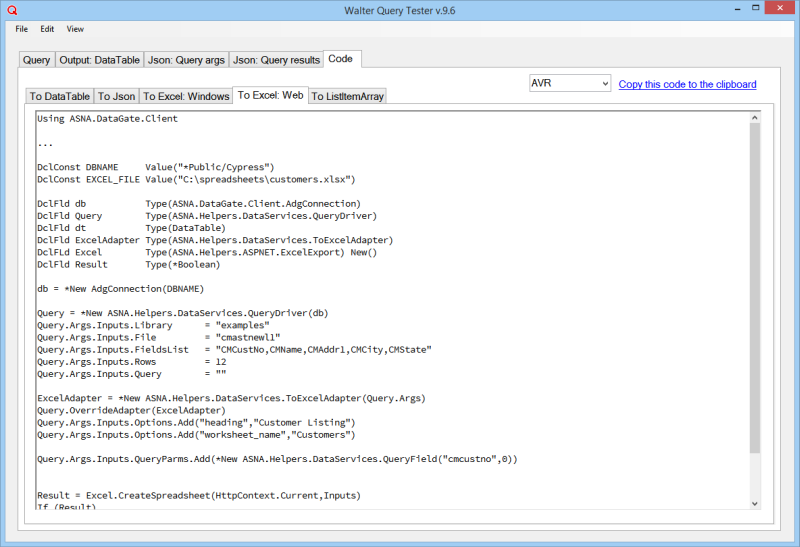 Walter Query Tester v.9.6
File Edit View
Query Output: DataTable Json: Query args Json: Query results Code
AVR Copy this code to the clipboard
To DataTable To Json To Excel: Windows To Excel: Web To ListItemArray
Using ASNA.DataGate.Client
...
DclConst DBNAME     Value("*Public/Cypress")
DclConst EXCEL_FILE Value("C:\spreadsheets\customers.xlsx")
DclFld db           Type(ASNA.DataGate.Client.AdgConnection)
DclFld Query        Type(ASNA.Helpers.DataServices.QueryDriver)
DclFld dt           Type(DataTable)
DclFld ExcelAdapter Type(ASNA.Helpers.DataServices.ToExcelAdapter)
DclFLd Excel        Type(ASNA.Helpers.ASPNET.ExcelExport) New()
DclFld Result       Type(*Boolean)
db = *New AdgConnection(DBNAME)
Query = *New ASNA.Helpers.DataServices.QueryDriver(db)
Query.Args.Inputs.Library      = "examples"
Query.Args.Inputs.File         = "cmastnewl1"
Query.Args.Inputs.FieldsList   = "CMCustNo,CMName,CMAddr1,CMCity,CMState"
Query.Args.Inputs.Rows         = 12
Query.Args.Inputs.Query        = ""
ExcelAdapter = *New ASNA.Helpers.DataServices.ToExcelAdapter(Query.Args)
Query.OverrideAdapter(ExcelAdapter)
Query.Args.Inputs.Options.Add("heading","Customer Listing")
Query.Args.Inputs.Options.Add("worksheet_name","Customers")
Query.Args.Inputs.QueryParms.Add(*New ASNA.Helpers.DataServices.QueryField("cmcustno",0))
Result = Excel.CreateSpreadsheet(HttpContext.Current,Inputs)
If (Result)